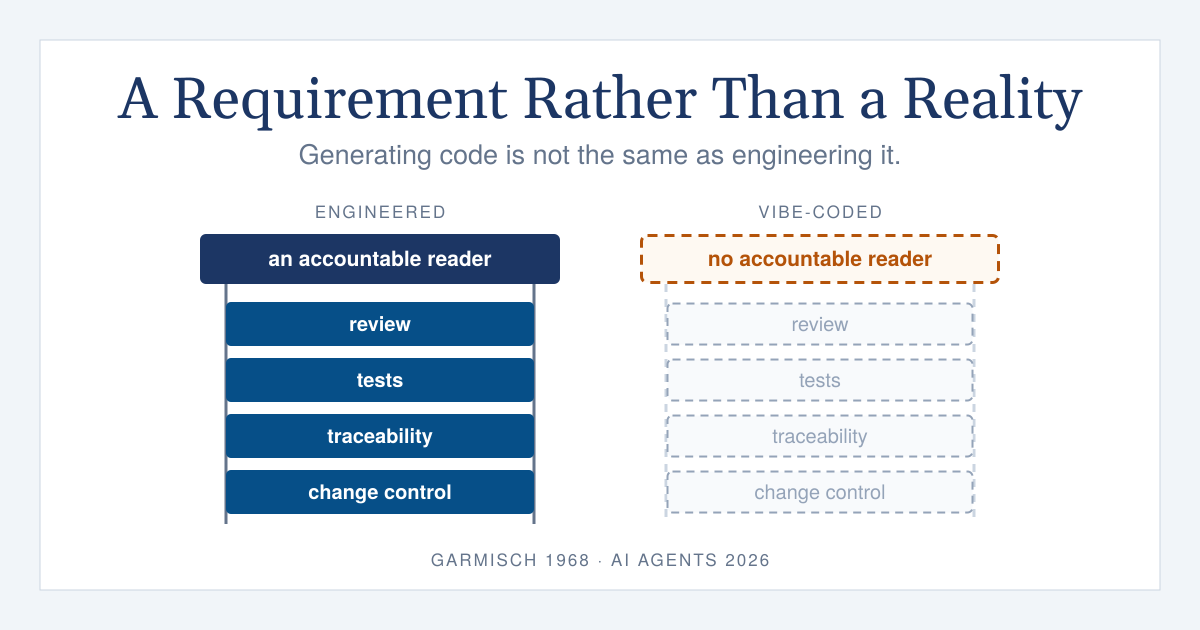 A Requirement Rather Than a Reality
Generating code is not the same as engineering it.
ENGINEERED
an accountable reader
review
tests
traceability
change control
VIBE-CODED
no accountable reader
review
tests
traceability
change control
GARMISCH 1968 · AI AGENTS 2026